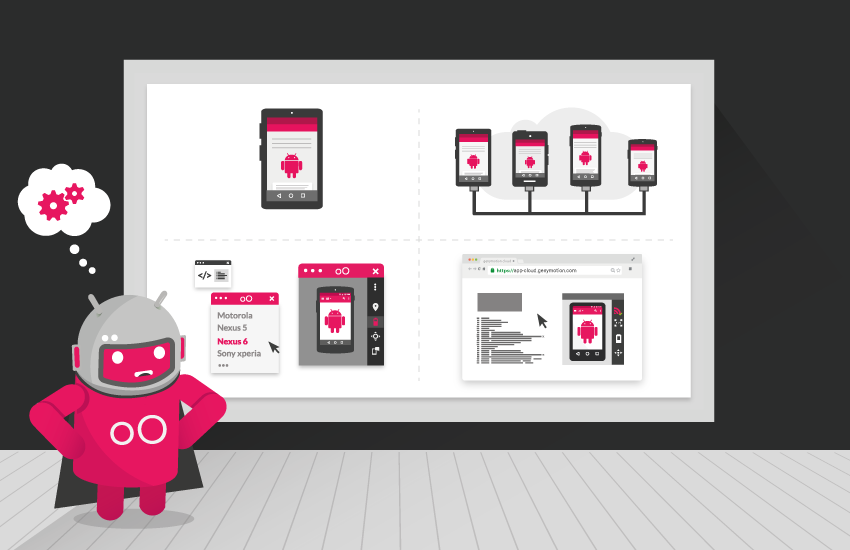 </>
Motorola
Nexus 5
Nexus 6
Sony xperia
https://app-cloud.genymotion.com